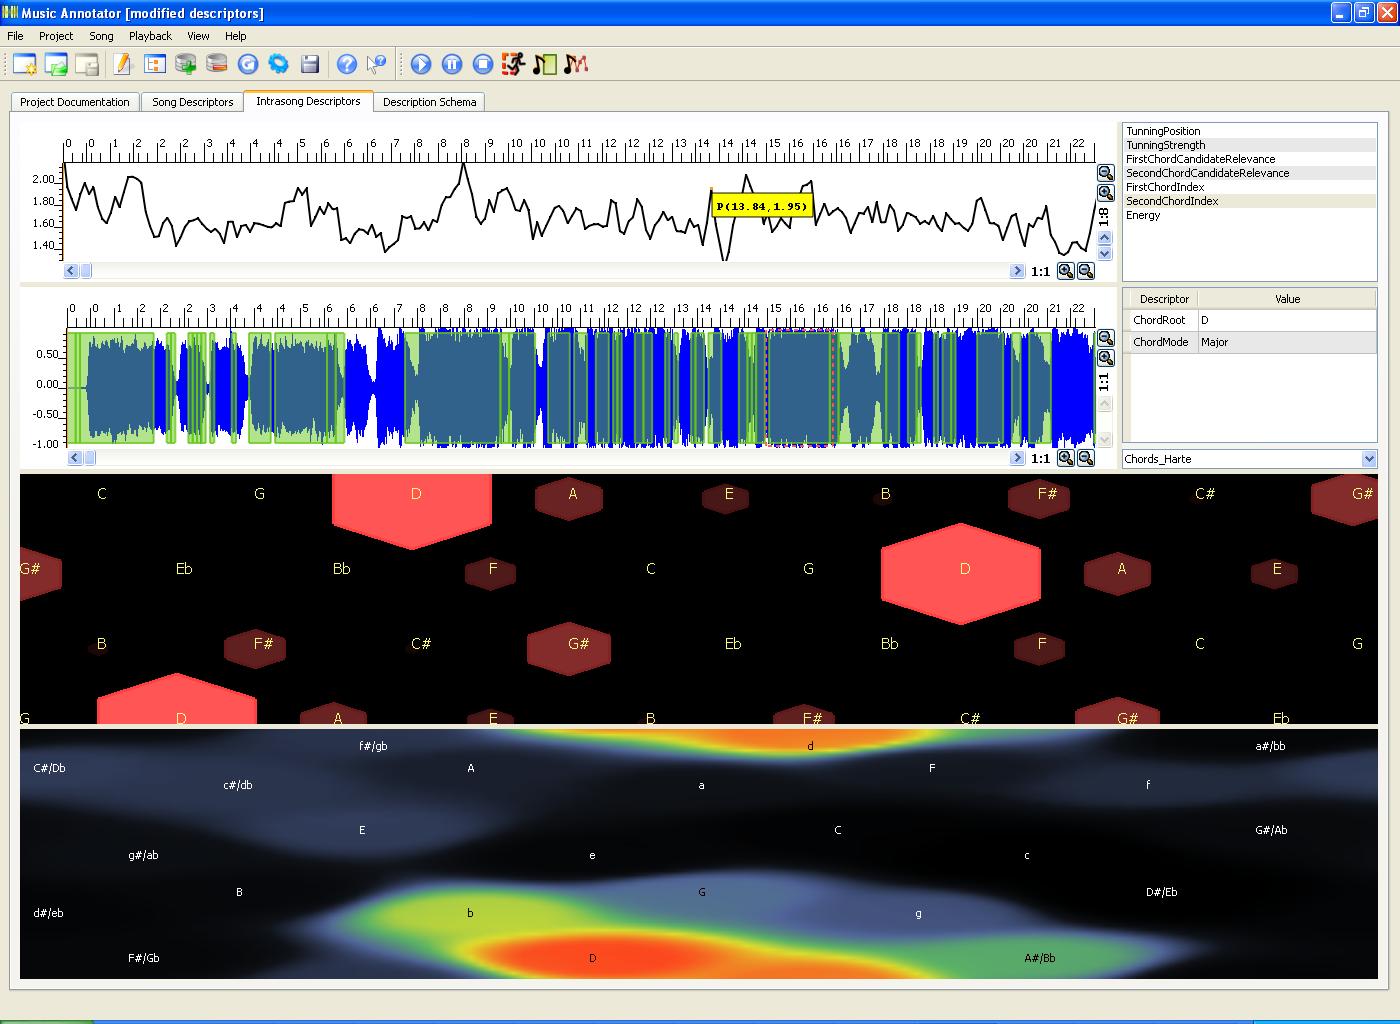 Music Annotator [modified descriptors]
File Project Song Playback View Help
Project Documentation Song Descriptors Intrasong Descriptors Description Schema
0 0 1 2 2 3 3 4 4 5 5 6 6 7 7 8 8 9 9 10 10 11 11 12 12 13 13 14 14 15 15 16 16 17 17 18 18 19 19 20 20 21 21 22
2.00
1.80
1.60
1.40
P(13.84,1.95)
1:8
1:1
TunningPosition
TunningStrength
FirstChordCandidateRelevance
SecondChordCandidateRelevance
FirstChordIndex
SecondChordIndex
Energy
0 0 1 2 2 3 3 4 4 5 5 6 6 7 7 8 8 9 9 10 10 11 11 12 12 13 13 14 14 15 15 16 16 17 17 18 18 19 19 20 20 21 21 22
0.50
0.00
-0.50
-1.00
1:1
1:1
Descriptor Value
ChordRoot D
ChordMode Major
Chords_Harte
C G D A E B F# C# G#
G# Eb Bb F C G D A E
B F# C# G# Eb Bb F C G
G D A E B F# C# G# Eb
f#/gb d a#/bb
C#/Db A F
c#/db a f
E C G#/Ab
g#/ab e c
B G D#/Eb
d#/eb b g
F#/Gb D A#/Bb